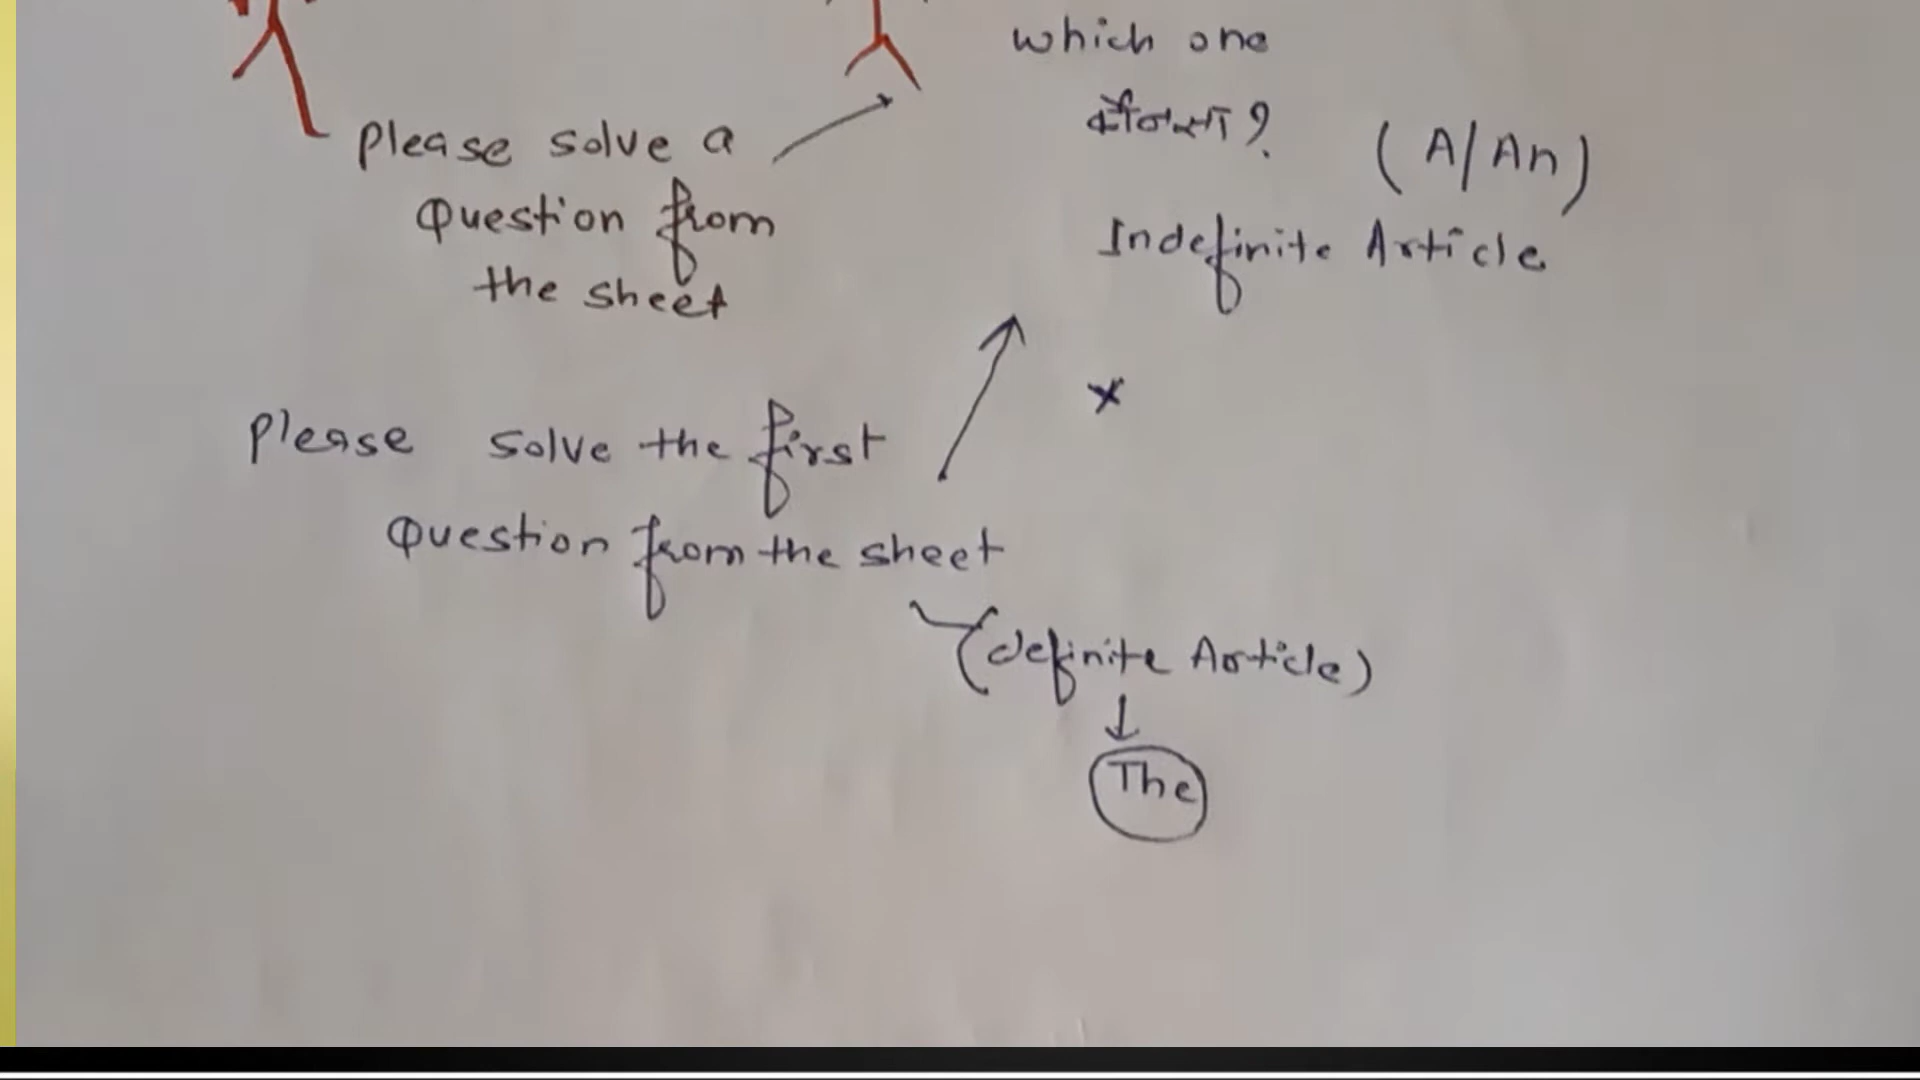 which one
कौनसा?
(A/An)
Indefinite Article
please solve a
Question from
the sheet
Please solve the first
Question from the sheet
(definite Article)
The